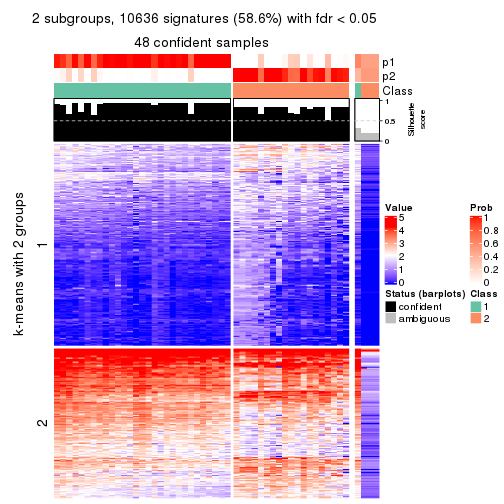 2 subgroups, 10636 signatures (58.6%) with fdr < 0.05
48 confident samples
p1
p2
Class
1
0.5
0
Silhouette
score
k-means with 2 groups
1
2
Value
5
4
3
2
1
0
Prob
1
0.8
0.6
0.4
0.2
0
Status (barplots)
confident
ambiguous
Class
1
2